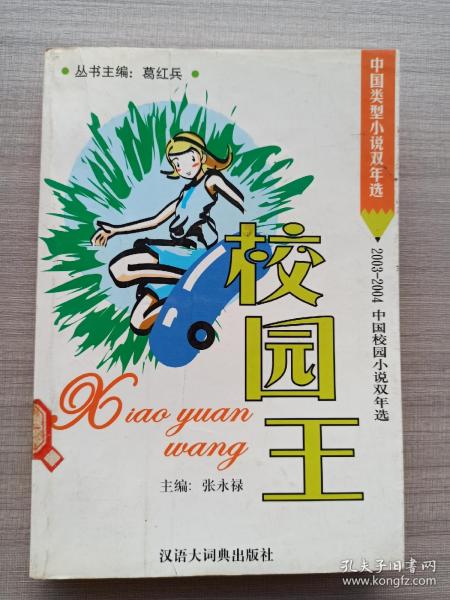 丛书主编：葛红兵
中国类型小说双年选
2003-2004 中国校园小说双年选
校园王
Xiao yuan
wang
主编：张永禄
汉语大词典出版社
孔夫子旧书网
www.kongfz.com